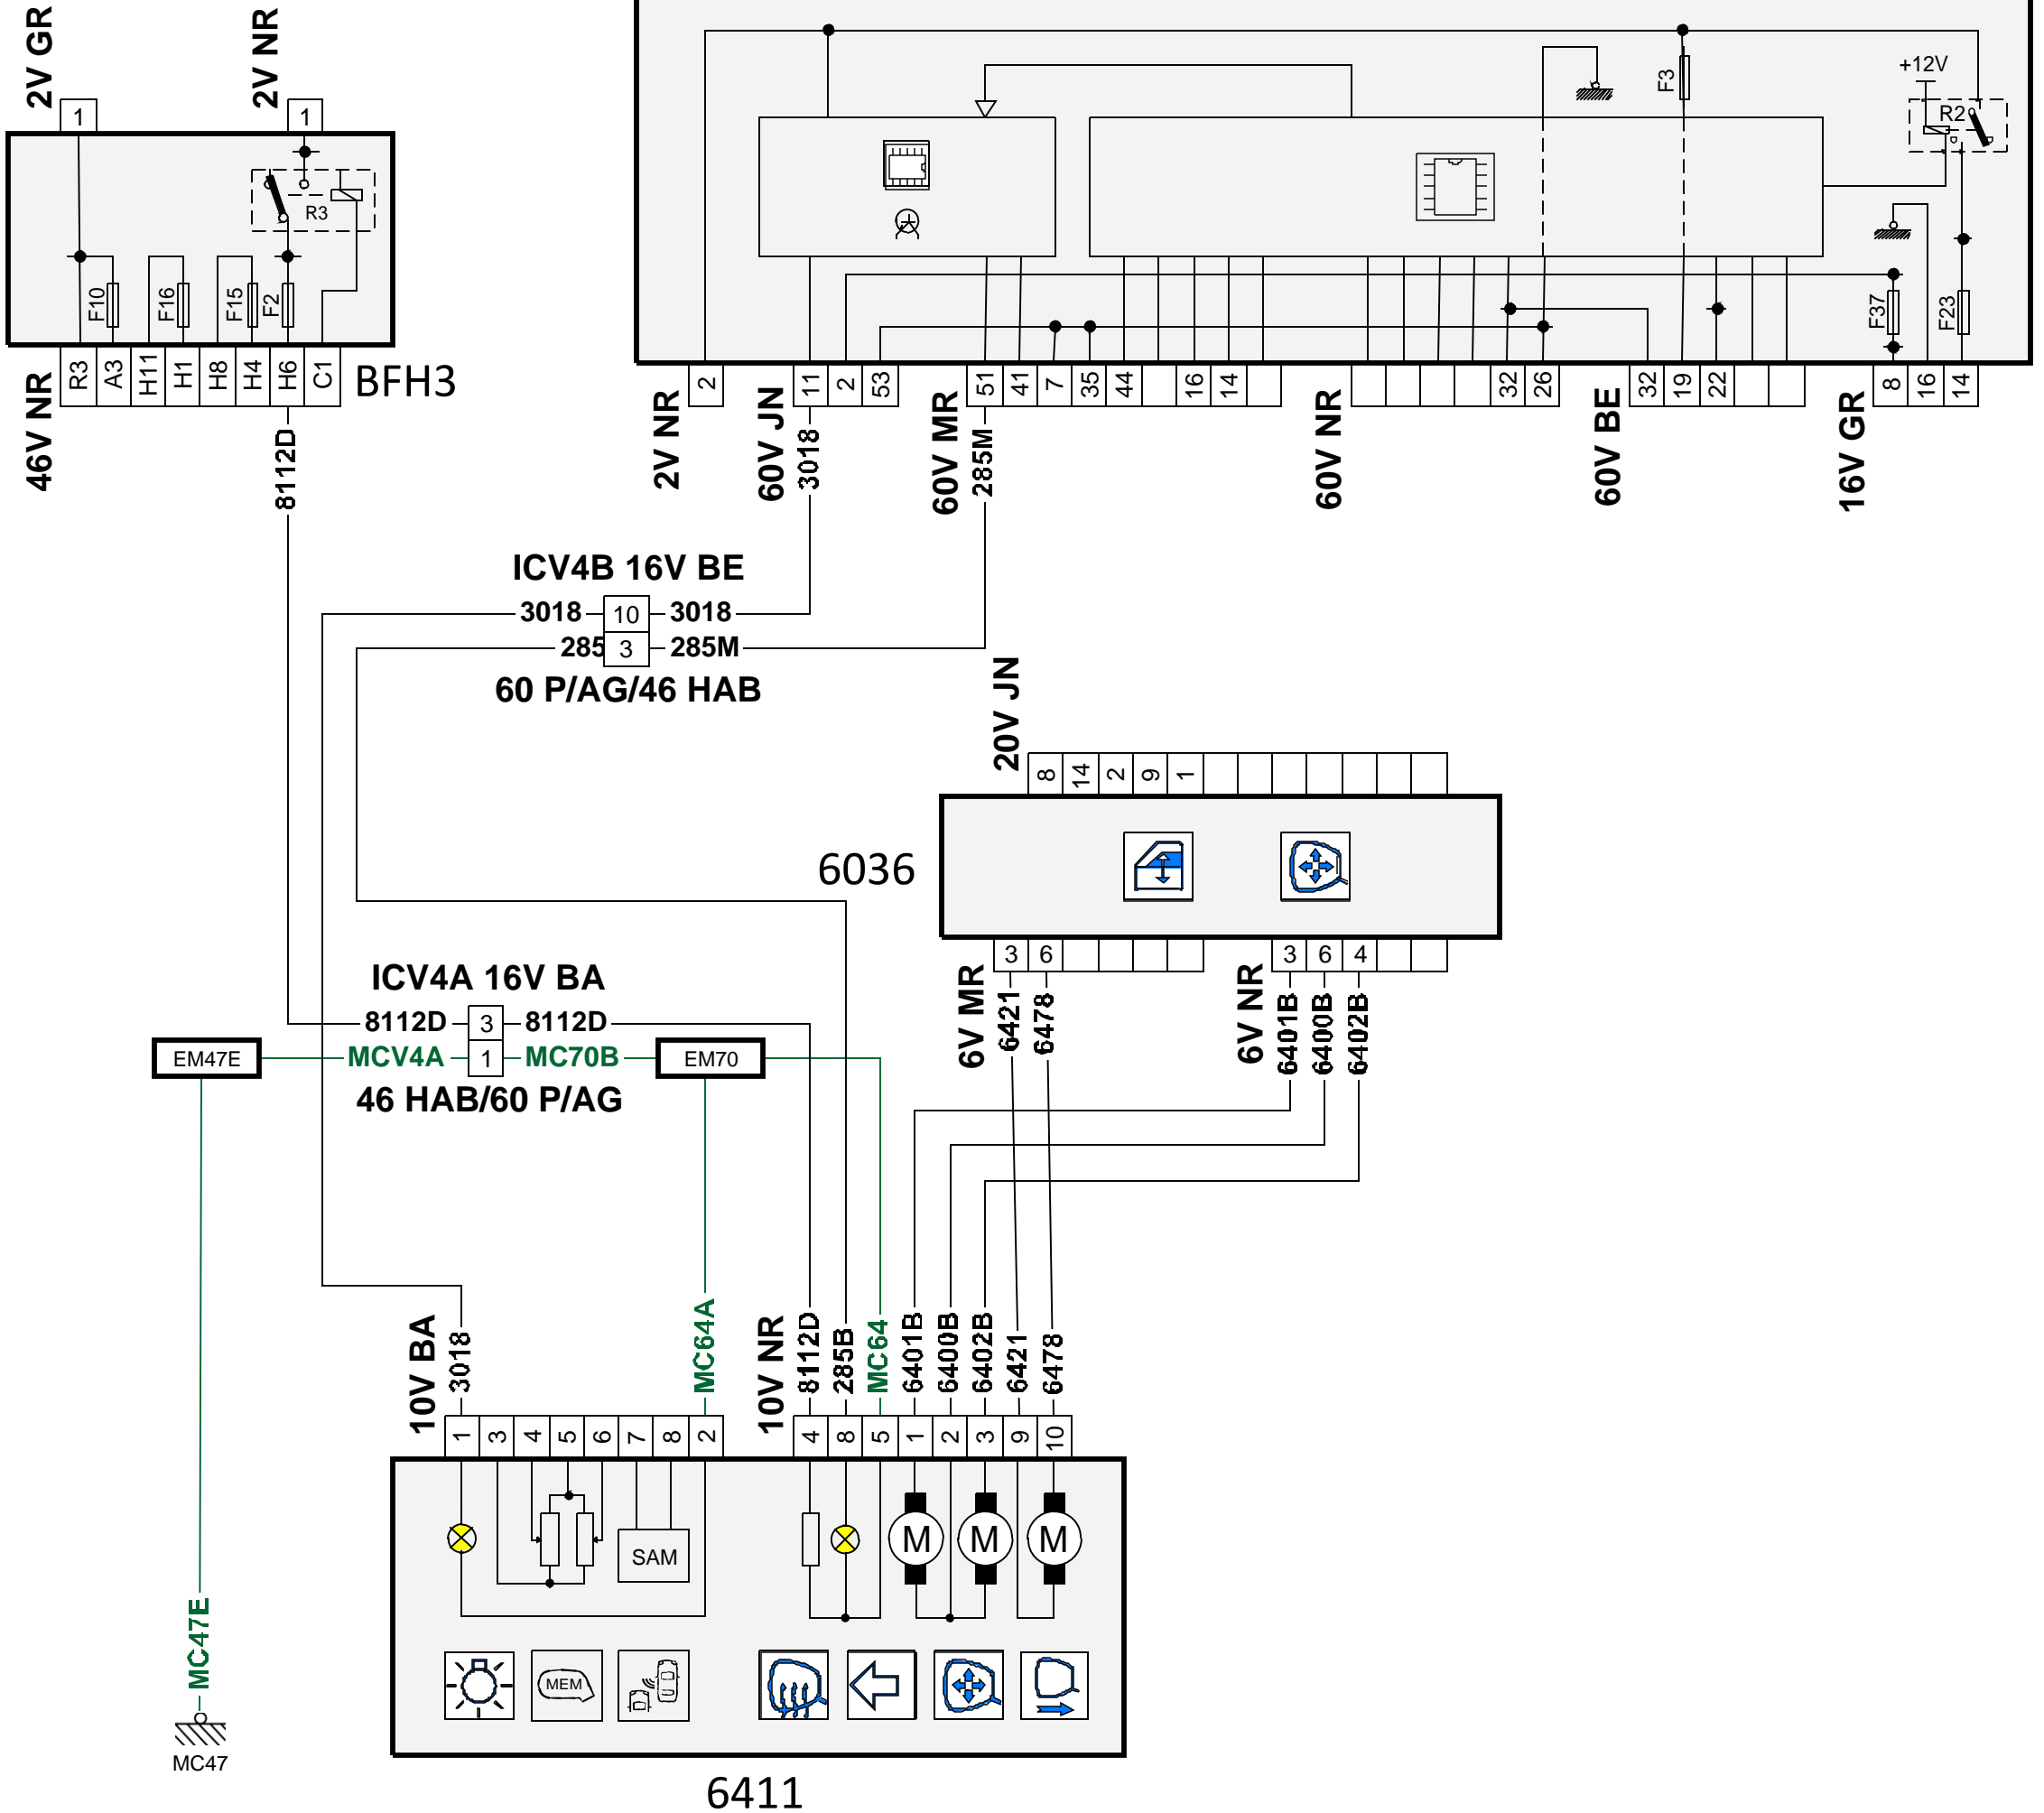 2V GR
2V NR
1
1
R3
F10
F16
F15
F2
R3
A3
H11
H1
H8
H4
H6
C1
BFH3
46V NR
8112D
F3
+12V
R2
F37
F23
2
11
2
53
51
41
7
35
44
16
14
32
26
32
19
22
8
16
14
2V NR
60V JN
3018
60V MR
285M
60V NR
60V BE
16V GR
ICV4B 16V BE
3018 10 3018
285 3 285M
60 P/AG/46 HAB
20V JN
8
14
2
9
1
6036
3
6
3
6
4
6V MR
6421
6478
6V NR
6401B
6400B
6402B
ICV4A 16V BA
8112D 3 8112D
EM47E MCV4A 1 MC70B EM70
46 HAB/60 P/AG
10V BA
3018
MC64A
10V NR
8112D
285B
MC64
6401B
6400B
6402B
6421
6478
1
3
4
5
6
7
8
2
4
8
5
1
2
3
9
10
SAM
M
M
M
MEM
MC47E
MC47
6411